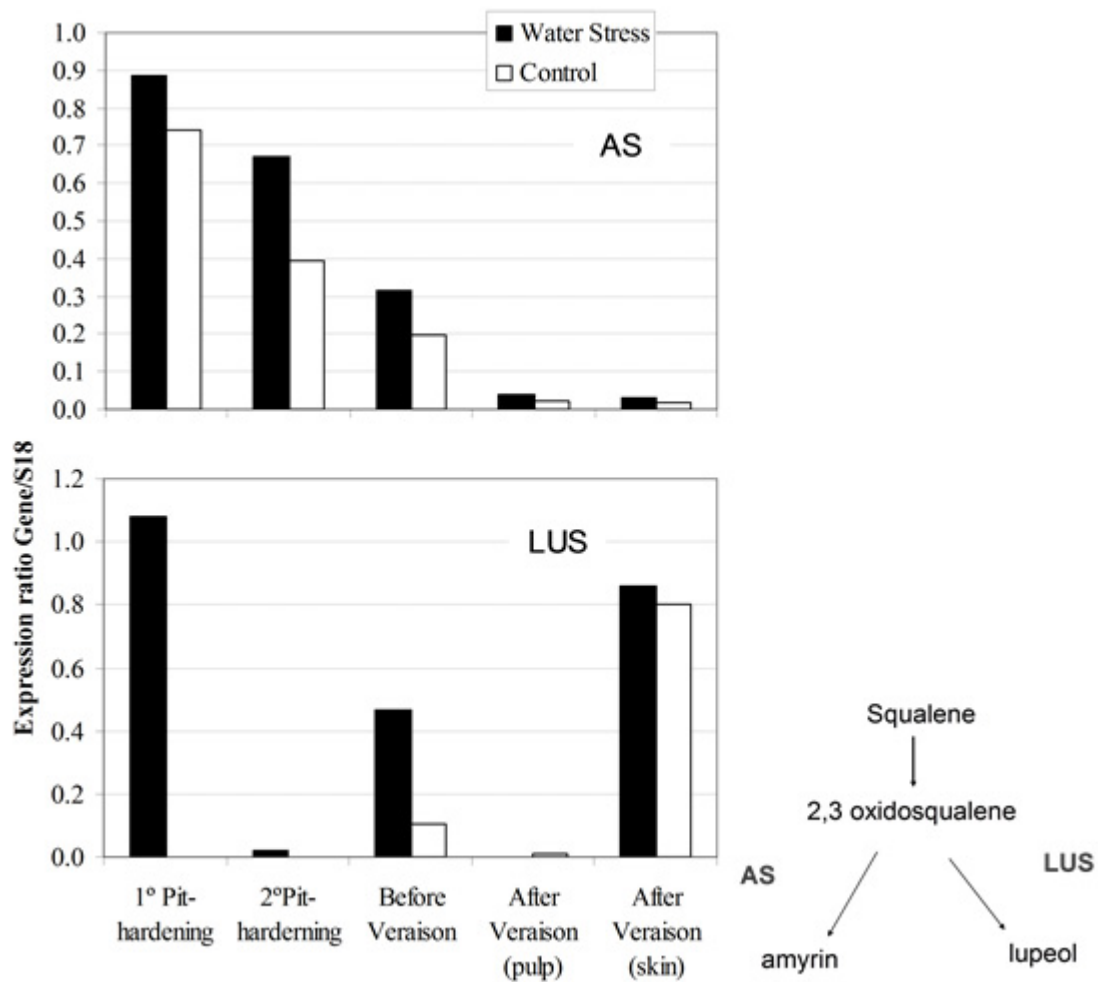 Water Stress
Control
AS
1.0
0.9
0.8
0.7
0.6
0.5
0.4
0.3
0.2
0.1
0.0
Expression ratio Gene/S18
LUS
1.2
1.0
0.8
0.6
0.4
0.2
0.0
1º Pit-
hardening
2ºPit-
harderning
Before
Veraison
After
Veraison
(pulp)
After
Veraison
(skin)
Squalene
2,3 oxidosqualene
AS
LUS
amyrin
lupeol